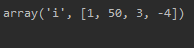 array('i', [1, 50, 3, -4])